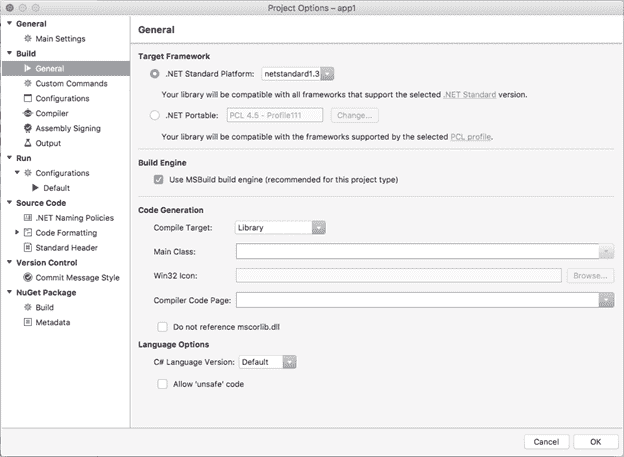 Project Options – app1
General
Main Settings
Build
General
Custom Commands
Configurations
Compiler
Assembly Signing
Output
Run
Configurations
Default
Source Code
.NET Naming Policies
Code Formatting
Standard Header
Version Control
Commit Message Style
NuGet Package
Build
Metadata
General
Target Framework
.NET Standard Platform: netstandard1.3
Your library will be compatible with all frameworks that support the selected .NET Standard version.
.NET Portable: PCL 4.5 - Profile111 Change...
Your library will be compatible with the frameworks supported by the selected PCL profile.
Build Engine
Use MSBuild build engine (recommended for this project type)
Code Generation
Compile Target: Library
Main Class:
Win32 Icon: Browse...
Compiler Code Page:
Do not reference mscorlib.dll
Language Options
C# Language Version: Default
Allow 'unsafe' code
Cancel OK